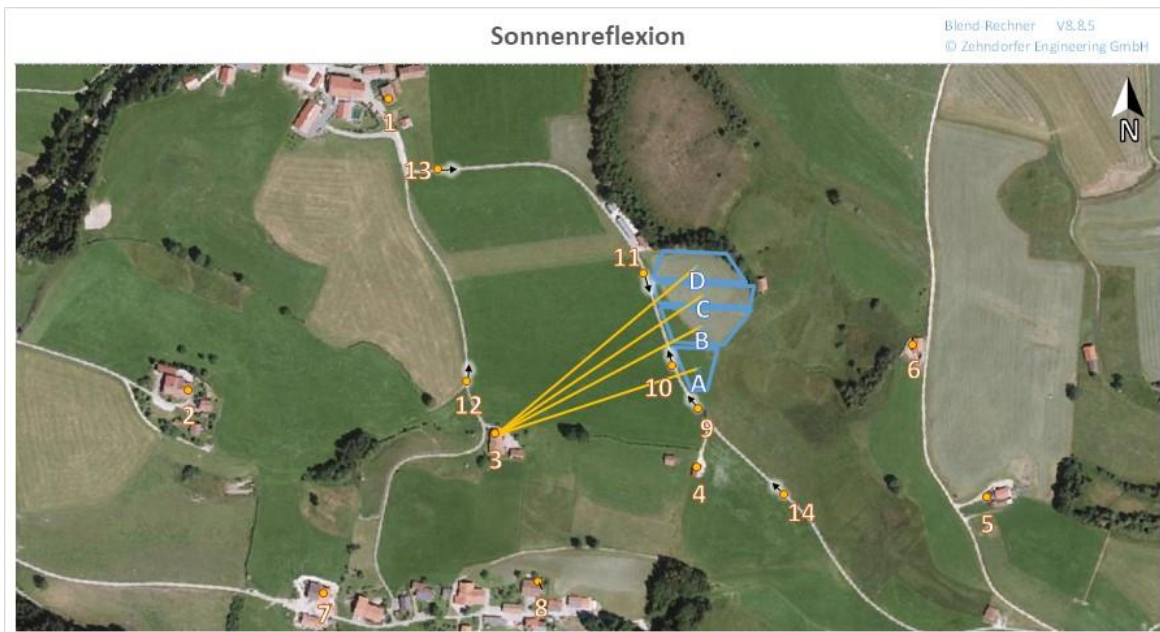 Sonnenreflexion
Blend-Rechner V8.8.5
© Zehndorfer Engineering GmbH
N
1
13
11
D
C
B
6
10
A
2
12
9
3
4
5
14
7
8